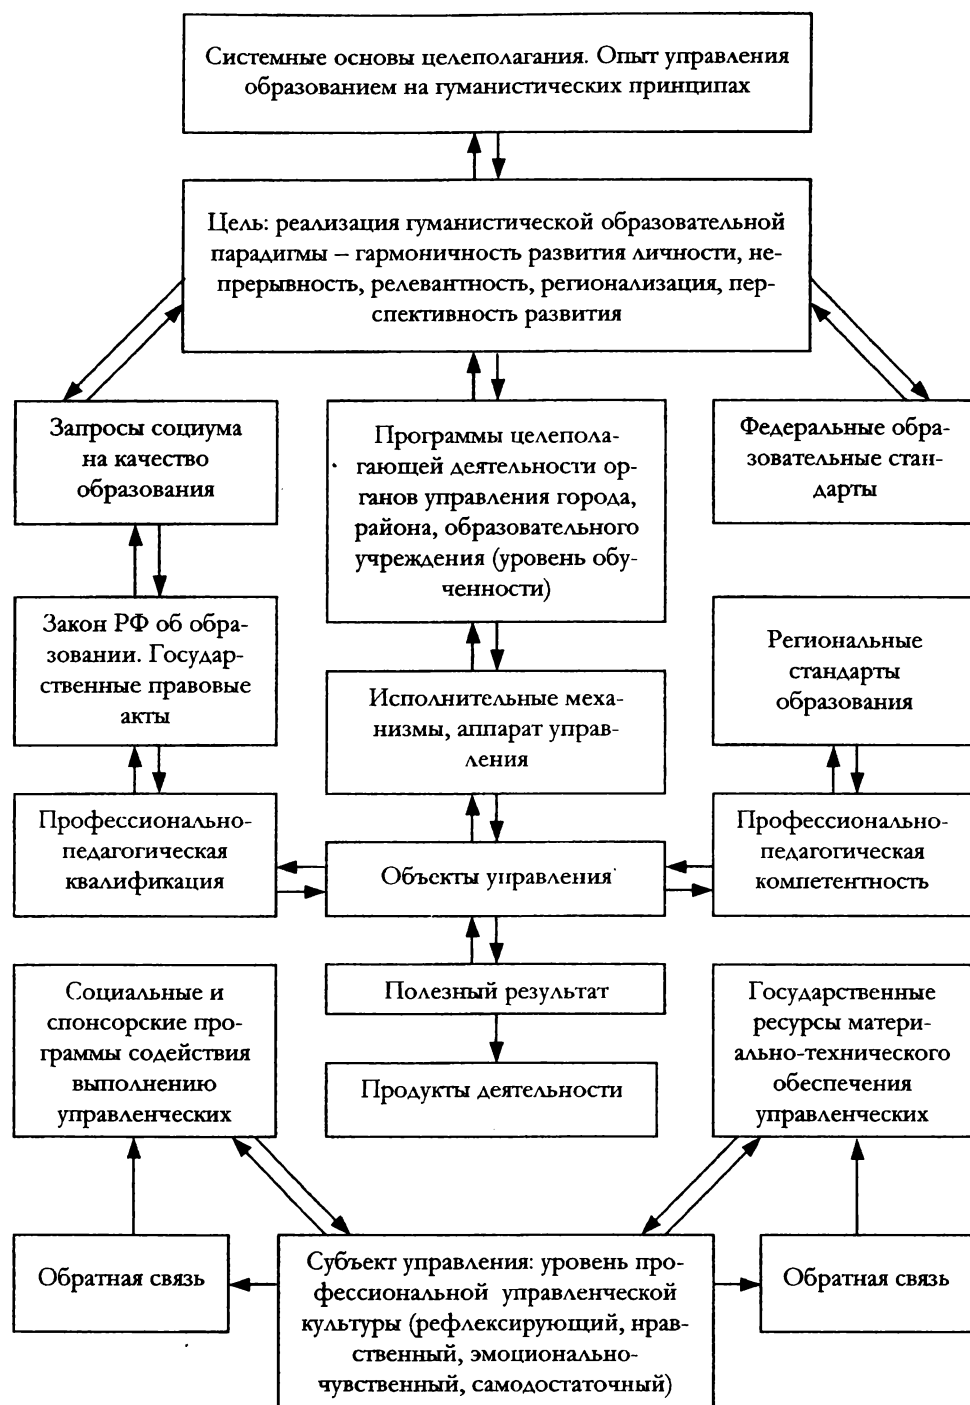 Системные основы целеполагания. Опыт управления
образованием на гуманистических принципах
Цель: реализация гуманистической образовательной
парадигмы – гармоничность развития личности, не-
прерывность, релевантность, регионализация, пер-
спективность развития
Запросы социума
на качество
образования
Программы целепола-
гающей деятельности ор-
ганов управления города,
района, образовательного
учреждения (уровень обу-
ченности)
Федеральные обра-
зовательные стан-
дарты
Закон РФ об обра-
зовании. Государ-
ственные правовые
акты
Исполнительные меха-
низмы, аппарат управ-
ления
Региональные
стандарты
образования
Профессионально-
педагогическая
квалификация
Объекты управления
Профессионально-
педагогическая
компетентность
Социальные и
спонсорские про-
граммы содействия
выполнению
управленческих
Полезный результат
Продукты деятельности
Государственные
ресурсы матери-
ально-технического
обеспечения
управленческих
Обратная связь
Субъект управления: уровень про-
фессиональной управленческой
культуры (рефлексирующий, нрав-
ственный, эмоционально-
чувственный, самодостаточный)
Обратная связь